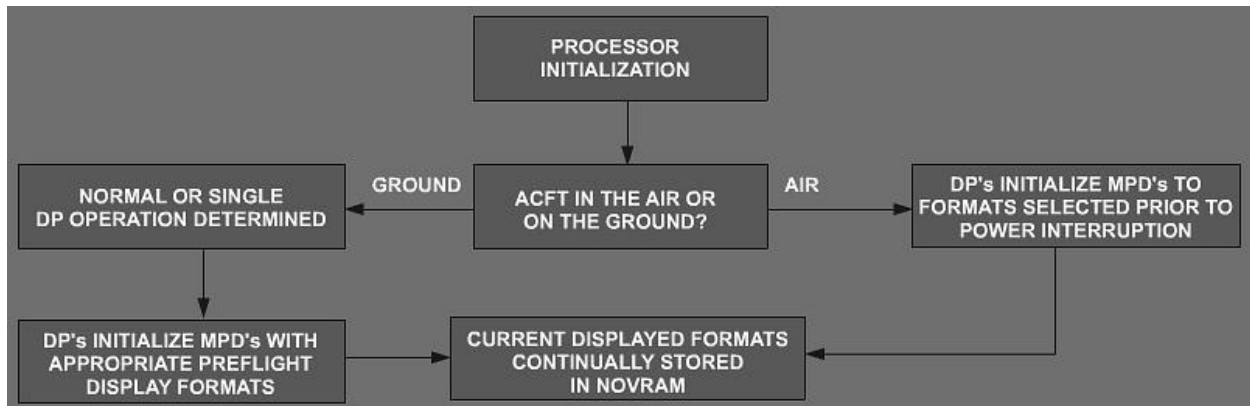 PROCESSOR
INITIALIZATION
GROUND
AIR
NORMAL OR SINGLE
DP OPERATION DETERMINED
ACFT IN THE AIR OR
ON THE GROUND?
DP's INITIALIZE MPD's TO
FORMATS SELECTED PRIOR TO
POWER INTERRUPTION
DP's INITIALIZE MPD's WITH
APPROPRIATE PREFLIGHT
DISPLAY FORMATS
CURRENT DISPLAYED FORMATS
CONTINUALLY STORED
IN NOVRAM